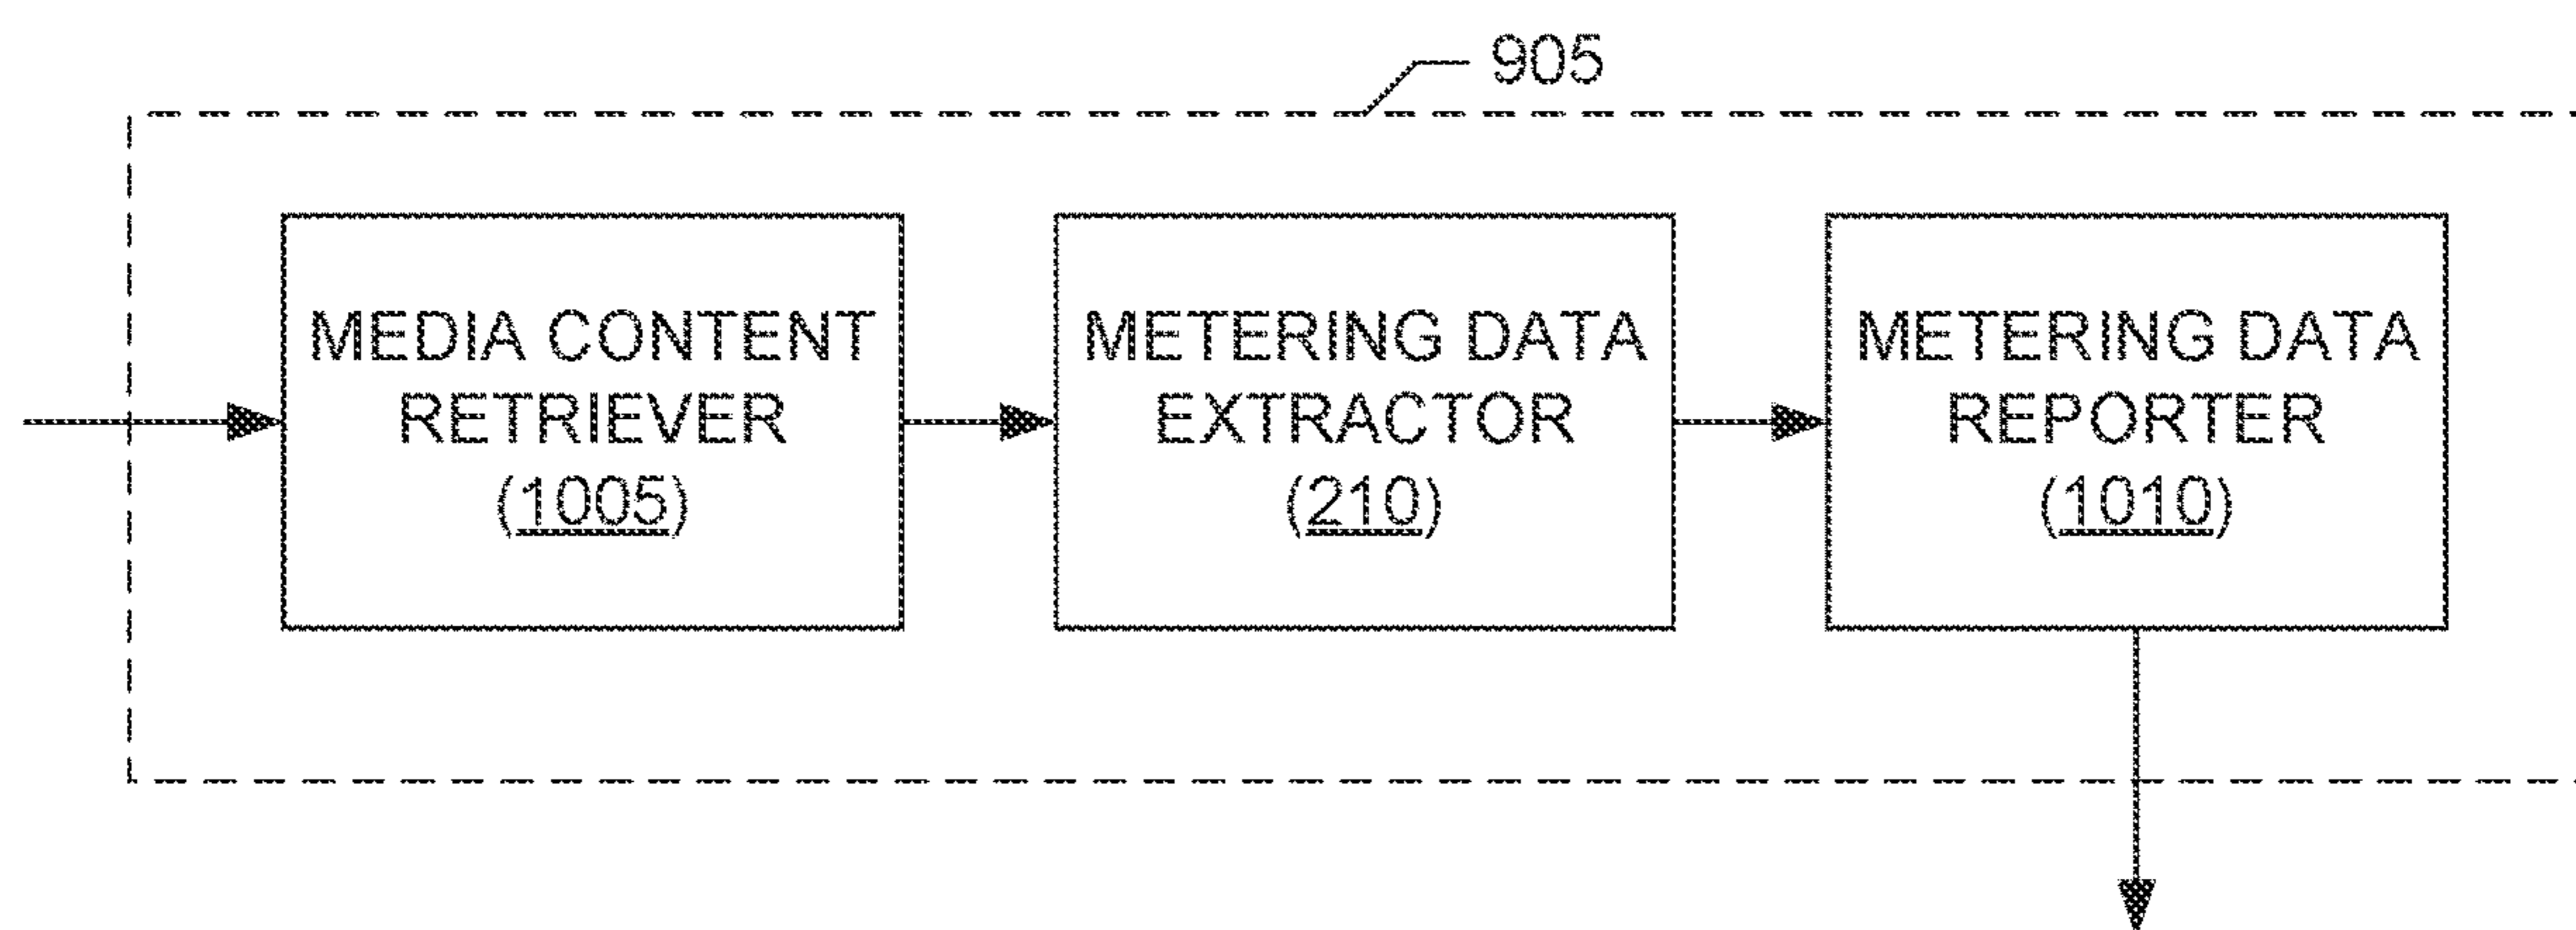 905
MEDIA CONTENT
RETRIEVER
(1005)
METERING DATA
EXTRACTOR
(210)
METERING DATA
REPORTER
(1010)